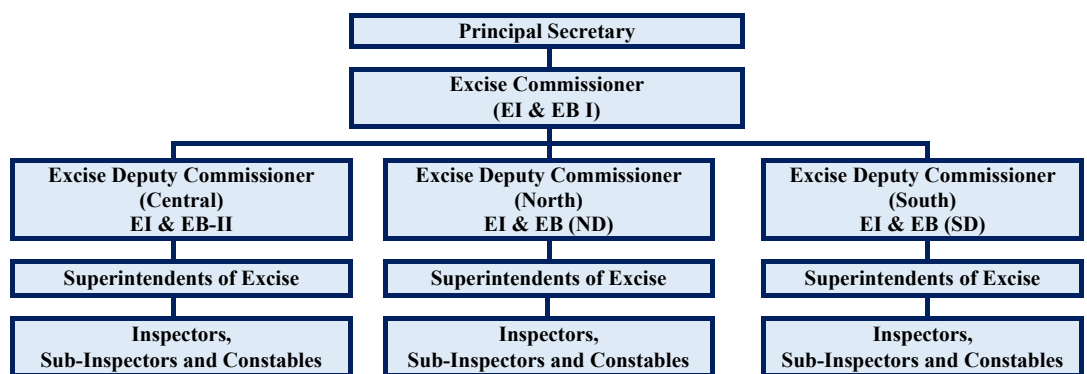 Principal Secretary
Excise Commissioner
(EI & EB I)
Excise Deputy Commissioner
(Central)
EI & EB-II
Excise Deputy Commissioner
(North)
EI & EB (ND)
Excise Deputy Commissioner
(South)
EI & EB (SD)
Superintendents of Excise
Superintendents of Excise
Superintendents of Excise
Inspectors,
Sub-Inspectors and Constables
Inspectors,
Sub-Inspectors and Constables
Inspectors,
Sub-Inspectors and Constables